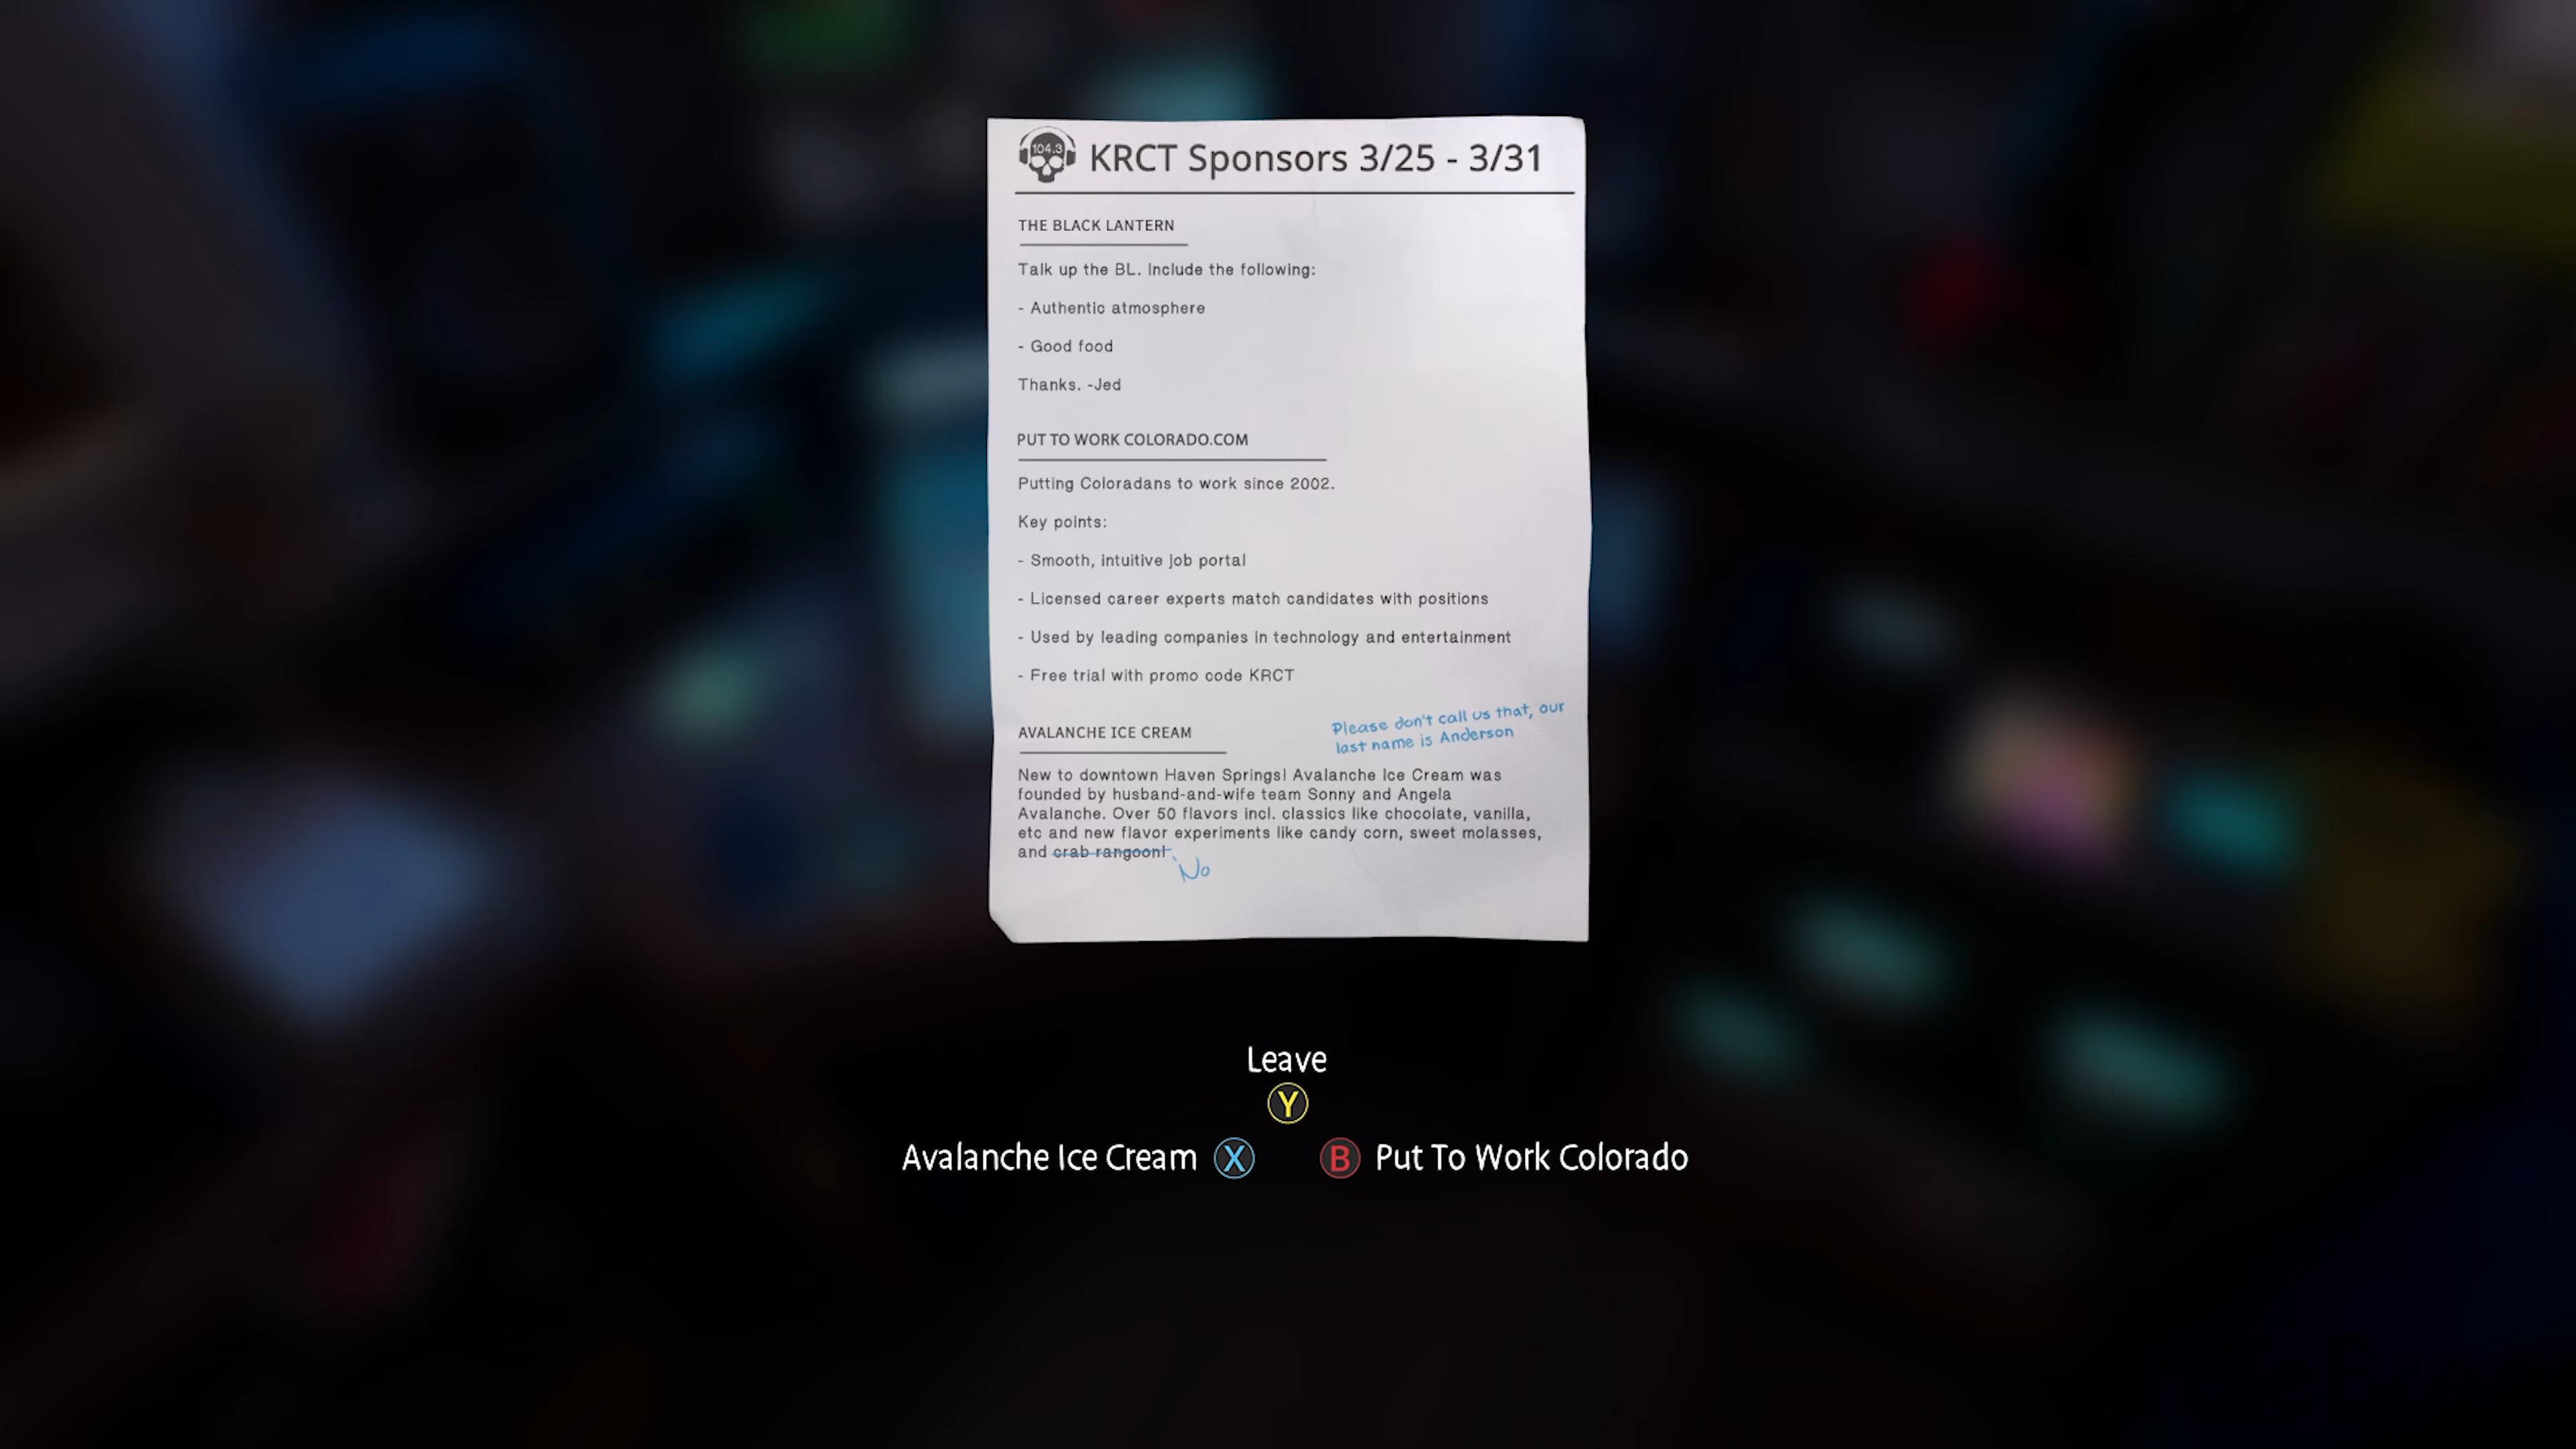 104.3
KRCT Sponsors 3/25 - 3/31
THE BLACK LANTERN
Talk up the BL. Include the following:
- Authentic atmosphere
- Good food
Thanks. -Jed
PUT TO WORK COLORADO.COM
Putting Coloradans to work since 2002.
Key points:
- Smooth, intuitive job portal
- Licensed career experts match candidates with positions
- Used by leading companies in technology and entertainment
- Free trial with promo code KRCT
Please don't call us that, our
last name is Anderson
AVALANCHE ICE CREAM
New to downtown Haven Springs! Avalanche Ice Cream was
founded by husband-and-wife team Sonny and Angela
Avalanche. Over 50 flavors incl. classics like chocolate, vanilla,
etc and new flavor experiments like candy corn, sweet molasses,
and crab rangoon!
No
Leave
Y
Avalanche Ice Cream X B Put To Work Colorado